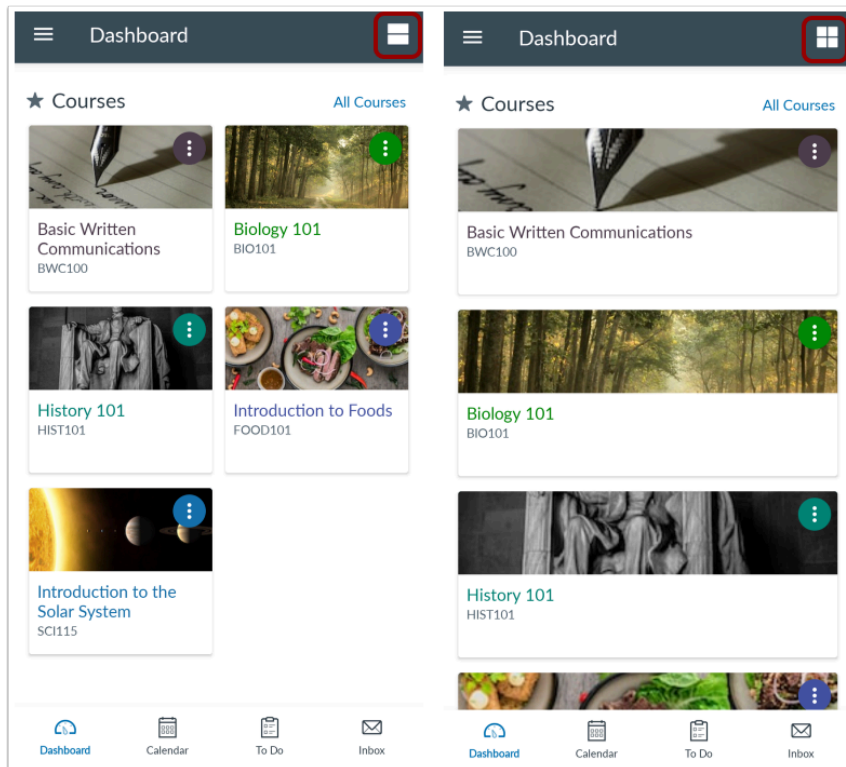 Dashboard
★ Courses
All Courses
Basic Written
Communications
BWC100
Biology 101
BIO101
History 101
HIST101
Introduction to Foods
FOOD101
Introduction to the
Solar System
SCI115
Dashboard
Calendar
To Do
Inbox
Dashboard
★ Courses
All Courses
Basic Written Communications
BWC100
Biology 101
BIO101
History 101
HIST101
Dashboard
Calendar
To Do
Inbox